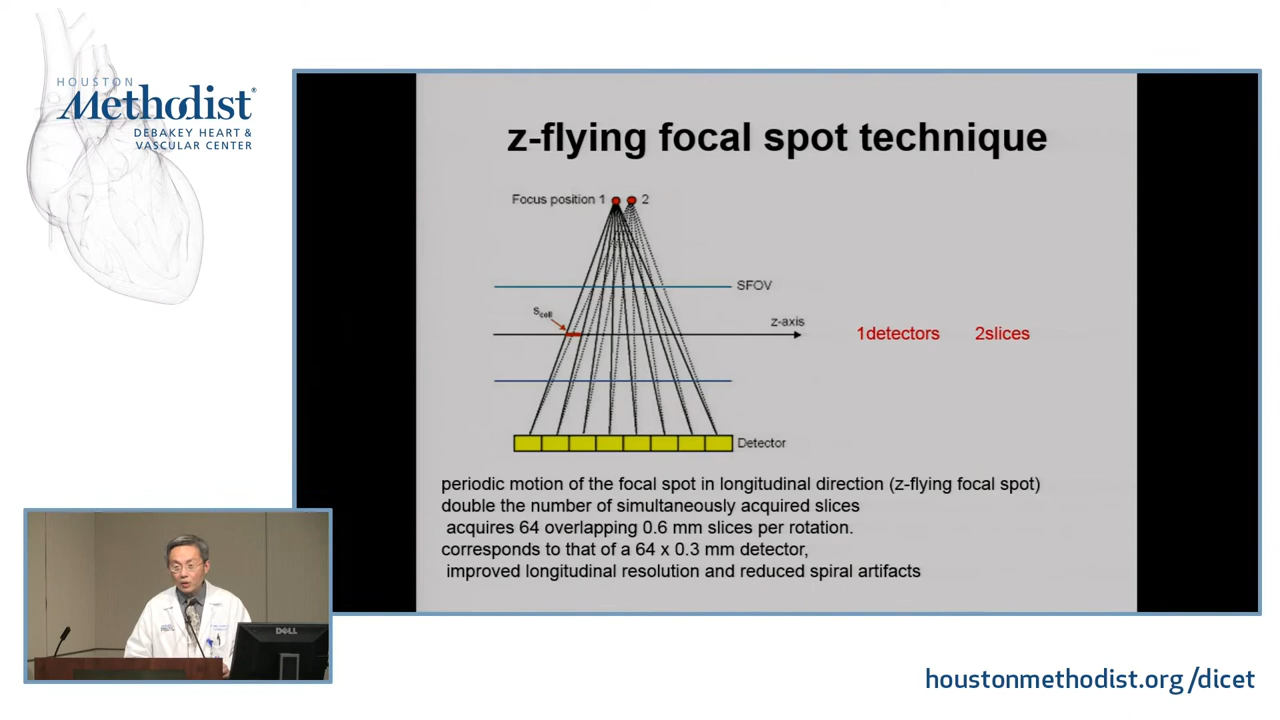 HOUSTON
Methodist®
DEBAKEY HEART &
VASCULAR CENTER
z-flying focal spot technique
Focus position 1 2
SFOV
Scoll
z-axis
1detectors 2slices
Detector
periodic motion of the focal spot in longitudinal direction (z-flying focal spot)
double the number of simultaneously acquired slices
acquires 64 overlapping 0.6 mm slices per rotation.
corresponds to that of a 64 x 0.3 mm detector,
improved longitudinal resolution and reduced spiral artifacts
DELL
houstonmethodist.org/dicet